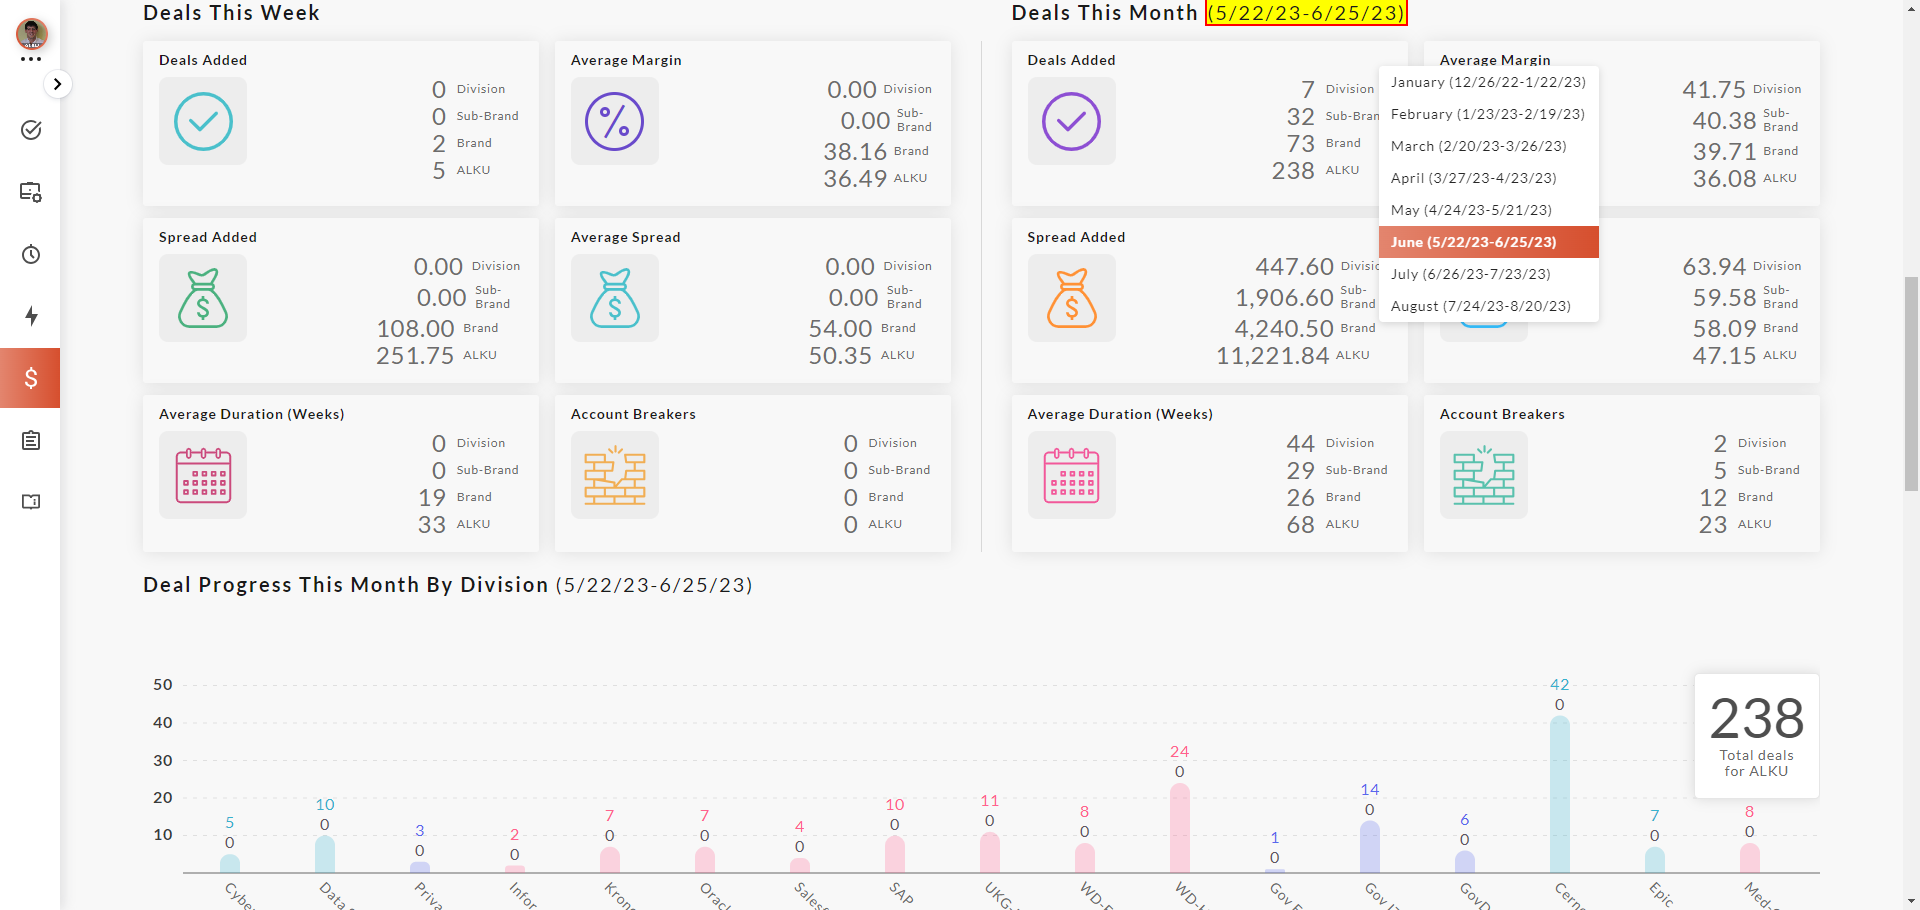 Deals This Week
Deals Added
0 Division
0 Sub-Brand
2 Brand
5 ALKU
Average Margin
0.00 Division
0.00 Sub-Brand
38.16 Brand
36.49 ALKU
Spread Added
0.00 Division
0.00 Sub-Brand
108.00 Brand
251.75 ALKU
Average Spread
0.00 Division
0.00 Sub-Brand
54.00 Brand
50.35 ALKU
Average Duration (Weeks)
0 Division
0 Sub-Brand
19 Brand
33 ALKU
Account Breakers
0 Division
0 Sub-Brand
0 Brand
0 ALKU
Deals This Month (5/22/23-6/25/23)
Deals Added
7 Division
32 Sub-Bran
73 Brand
238 ALKU
Average Margin
41.75 Division
40.38 Sub-Brand
39.71 Brand
36.08 ALKU
January (12/26/22-1/22/23)
February (1/23/23-2/19/23)
March (2/20/23-3/26/23)
April (3/27/23-4/23/23)
May (4/24/23-5/21/23)
June (5/22/23-6/25/23)
July (6/26/23-7/23/23)
August (7/24/23-8/20/23)
Spread Added
447.60 Divisi
1,906.60 Sub-Brand
4,240.50 Brand
11,221.84 ALKU
63.94 Division
59.58 Sub-Brand
58.09 Brand
47.15 ALKU
Average Duration (Weeks)
44 Division
29 Sub-Brand
26 Brand
68 ALKU
Account Breakers
2 Division
5 Sub-Brand
12 Brand
23 ALKU
Deal Progress This Month By Division (5/22/23-6/25/23)
50
40
30
20
10
5
0
10
0
3
0
2
0
7
0
7
0
4
0
10
0
11
0
8
0
24
0
1
0
14
0
6
0
42
0
7
0
8
0
238
Total deals
for ALKU
Cybe
Data
Priva
Infor
Kron
Orac
Sales
SAP
UKG-
WD-
WD-
Gov
Gov
GovD
Cern
Epic
Med-